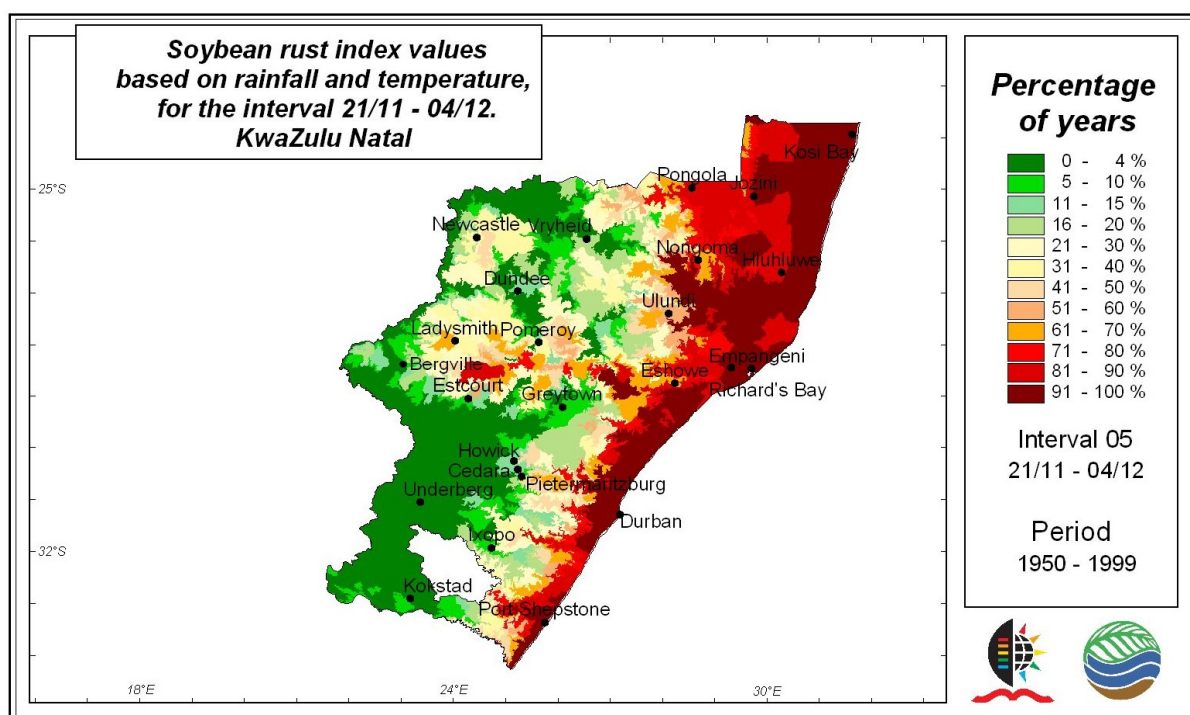 Soybean rust index values
based on rainfall and temperature,
for the interval 21/11 - 04/12.
KwaZulu Natal
Percentage
of years
0 - 4 %
5 - 10 %
11 - 15 %
16 - 20 %
21 - 30 %
31 - 40 %
41 - 50 %
51 - 60 %
61 - 70 %
71 - 80 %
81 - 90 %
91 - 100 %
Interval 05
21/11 - 04/12
Period
1950 - 1999
Kosi Bay
Pongola
Jozini
25°S
Newcastle
Vryheid
Nongoma
Hluhluwe
Dundee
Ulundi
Ladysmith
Pomeroy
Bergville
Empangeni
Eshowe
Estcourt
Richard's Bay
Greytown
Howick
Cedara
Pietermaritzburg
Underberg
Durban
Ixopo
32°S
Kokstad
Port Shepstone
18°E
24°E
30°E